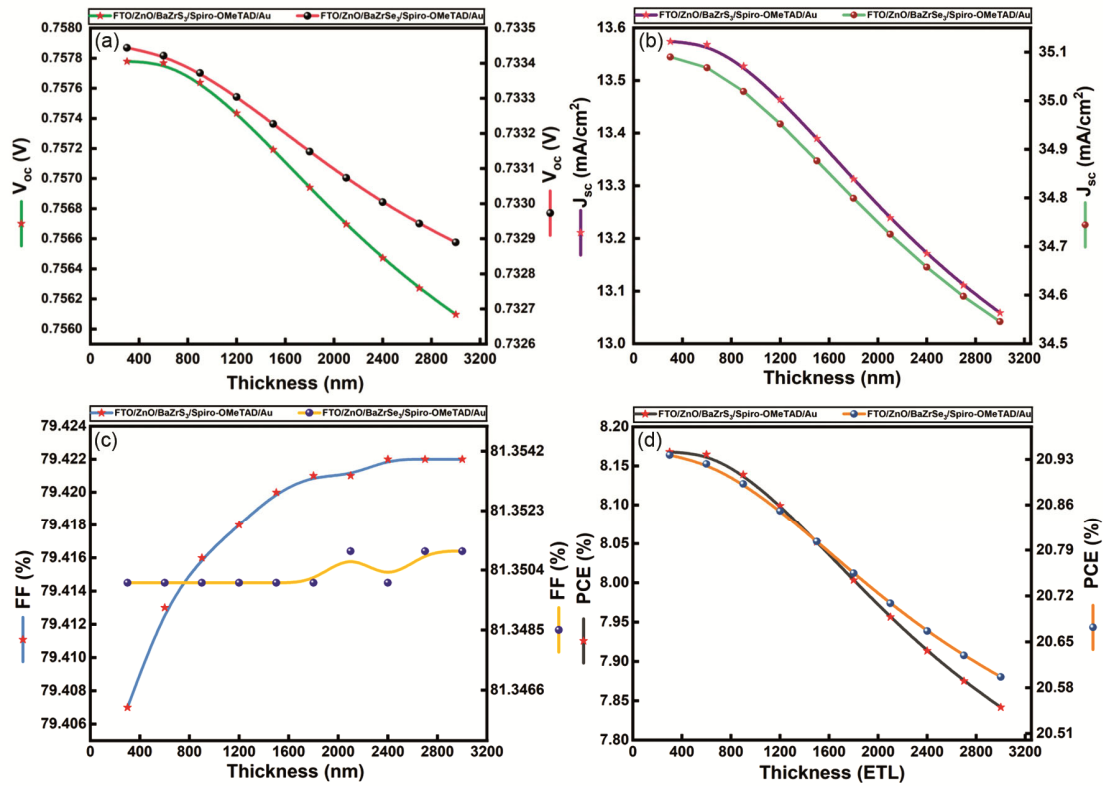 FTO/ZnO/BaZrS3/Spiro-OMeTAD/Au FTO/ZnO/BaZrSe3/Spiro-OMeTAD/Au
(a)
0.7580
0.7578
0.7576
0.7574
0.7572
0.7570
0.7568
0.7566
0.7564
0.7562
0.7560
Voc (V)
0.7335
0.7334
0.7333
0.7332
0.7331
0.7330
0.7329
0.7328
0.7327
0.7326
Voc (V)
0 400 800 1200 1600 2000 2400 2800 3200
Thickness (nm)
FTO/ZnO/BaZrS3/Spiro-OMeTAD/Au FTO/ZnO/BaZrSe3/Spiro-OMeTAD/Au
(b)
13.6
13.5
13.4
13.3
13.2
13.1
13.0
Jsc (mA/cm2)
35.1
35.0
34.9
34.8
34.7
34.6
34.5
Jsc (mA/cm2)
0 400 800 1200 1600 2000 2400 2800 3200
Thickness (nm)
FTO/ZnO/BaZrS3/Spiro-OMeTAD/Au FTO/ZnO/BaZrSe3/Spiro-OMeTAD/Au
(c)
79.424
79.422
79.420
79.418
79.416
79.414
79.412
79.410
79.408
79.406
FF (%)
81.3542
81.3523
81.3504
81.3485
81.3466
FF (%)
0 400 800 1200 1600 2000 2400 2800 3200
Thickness (nm)
FTO/ZnO/BaZrS3/Spiro-OMeTAD/Au FTO/ZnO/BaZrSe3/Spiro-OMeTAD/Au
(d)
8.20
8.15
8.10
8.05
8.00
7.95
7.90
7.85
7.80
PCE (%)
20.93
20.86
20.79
20.72
20.65
20.58
20.51
PCE (%)
0 400 800 1200 1600 2000 2400 2800 3200
Thickness (ETL)